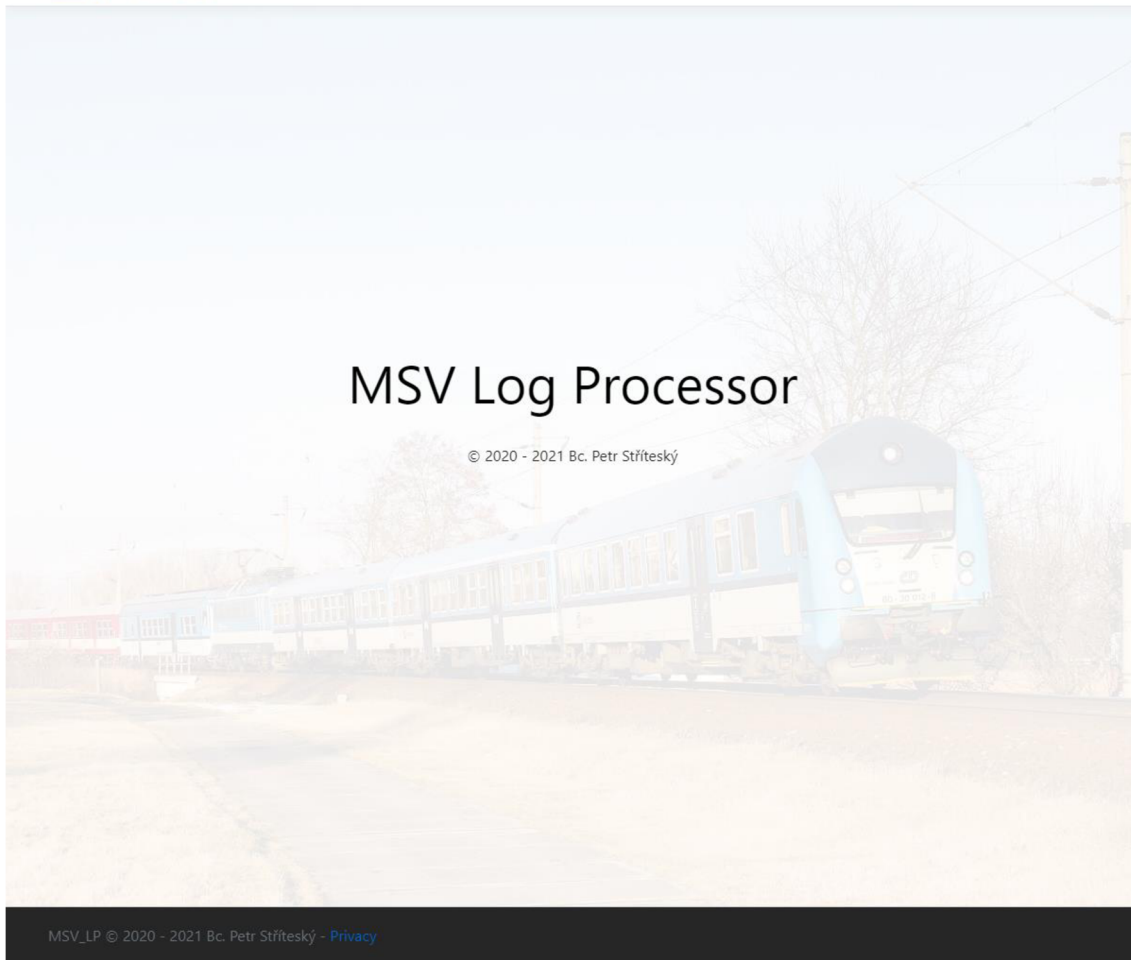 MSV Log Processor
© 2020 - 2021 Bc. Petr Stříteský
MSV_LP © 2020 - 2021 Bc. Petr Stříteský - Privacy